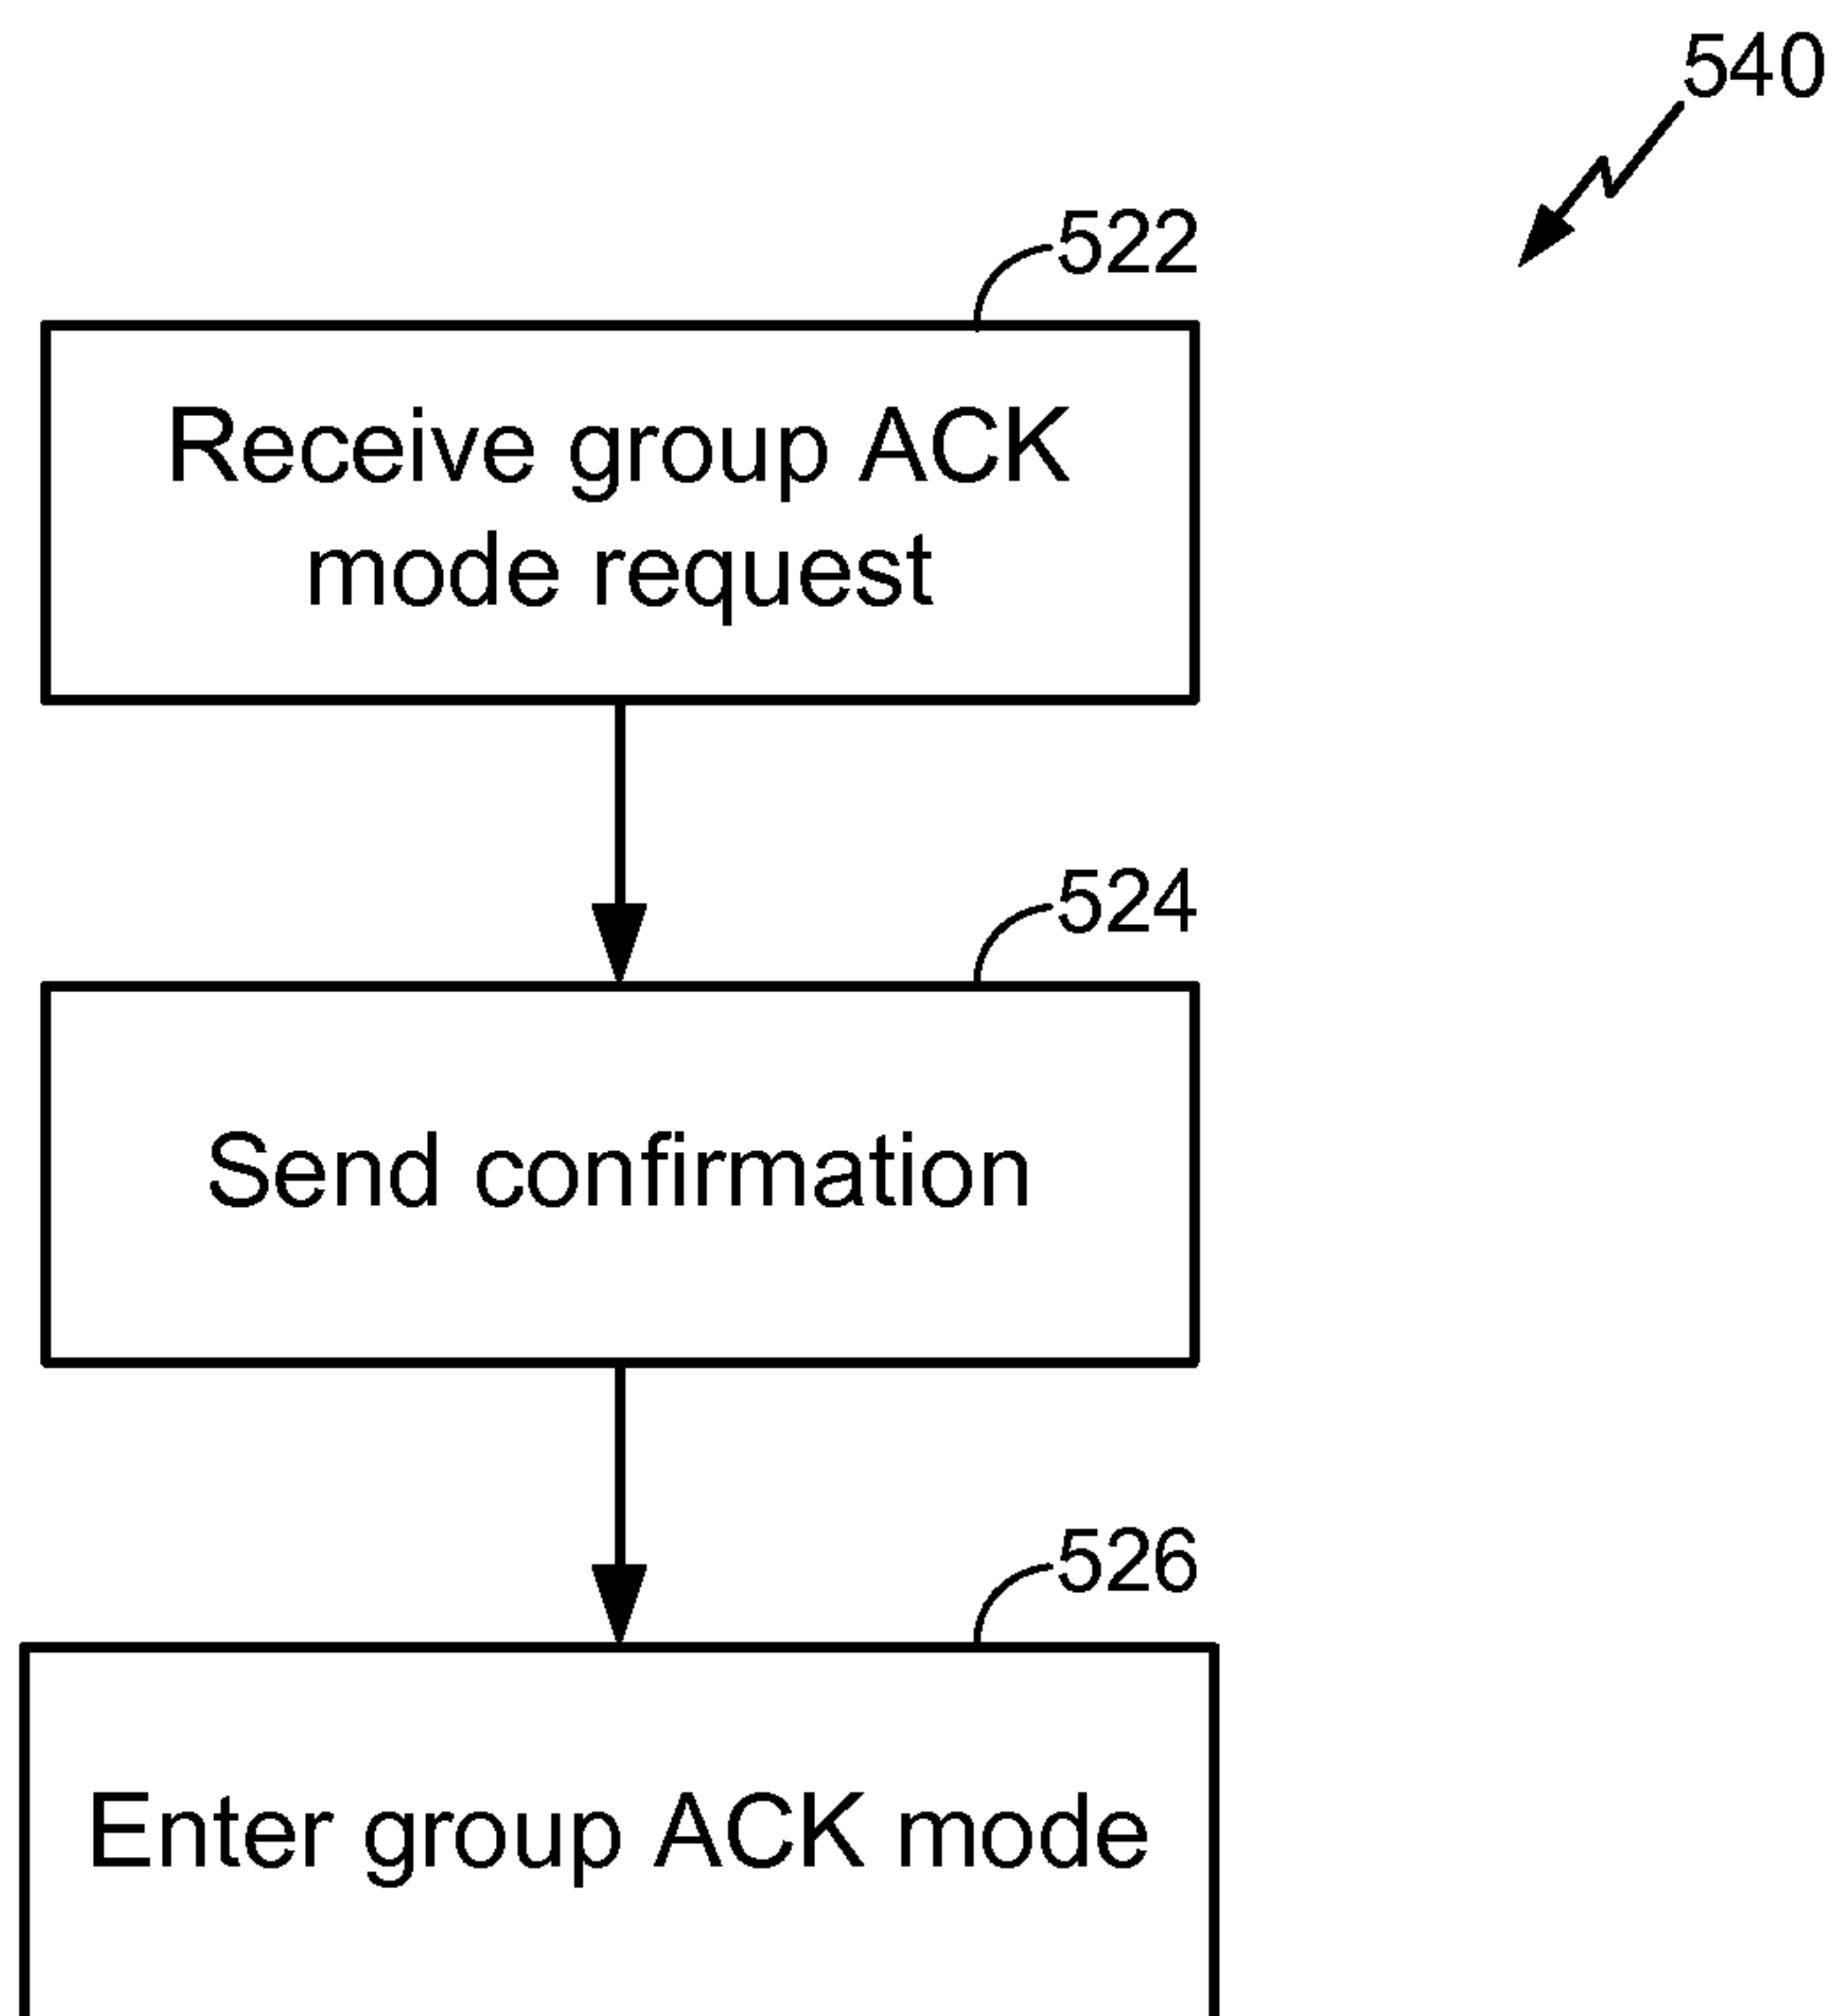 540
522
Receive group ACK
mode request
524
Send confirmation
526
Enter group ACK mode